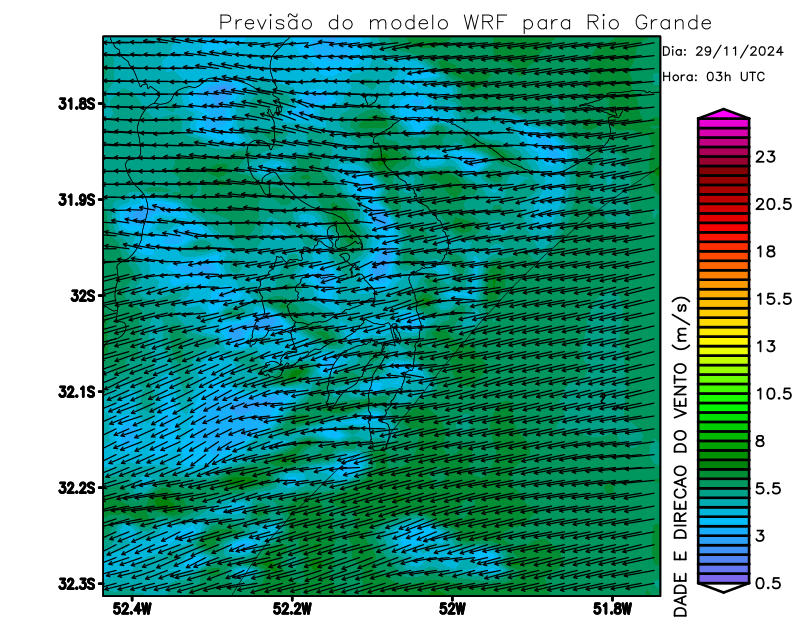 Previsão do modelo WRF para Rio Grande
Dia: 29/11/2024
Hora: 03h UTC
31.8S
31.9S
32S
32.1S
32.2S
32.3S
52.4W
52.2W
52W
51.8W
23
20.5
18
15.5
13
10.5
8
5.5
3
0.5
DADE E DIRECAO DO VENTO (m/s)